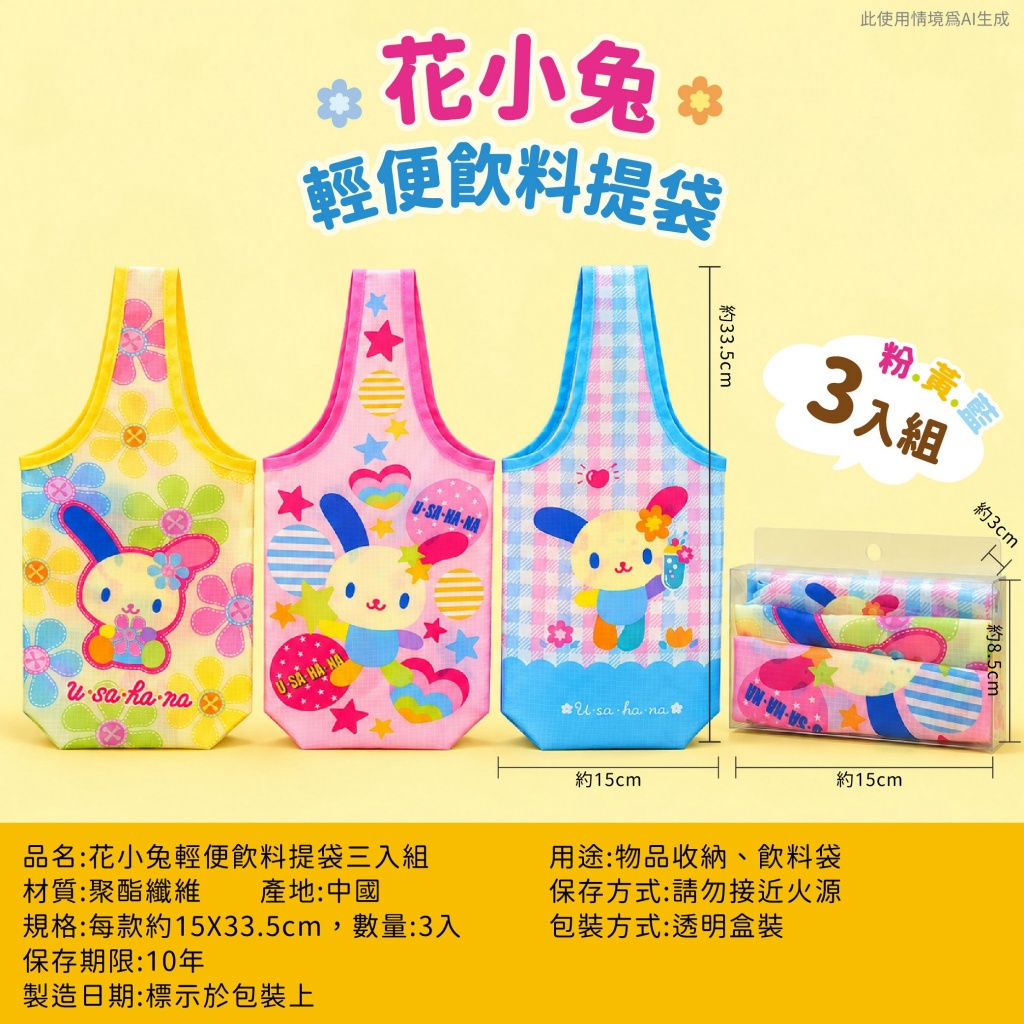 此使用情境爲AI生成
花小兔
輕便飲料提袋
粉.黃.藍
3入組
約33.5cm
約3cm
約8.5cm
約15cm
約15cm
u·sa·ha·na
U·SA·HA·NA
U·SA·HA·NA
u·sa·ha·na
U·SA·HA·NA
品名:花小兔輕便飲料提袋三入組
材質:聚酯纖維 產地:中國
規格:每款約15X33.5cm，數量:3入
保存期限:10年
製造日期:標示於包裝上
用途:物品收納、飲料袋
保存方式:請勿接近火源
包裝方式:透明盒裝